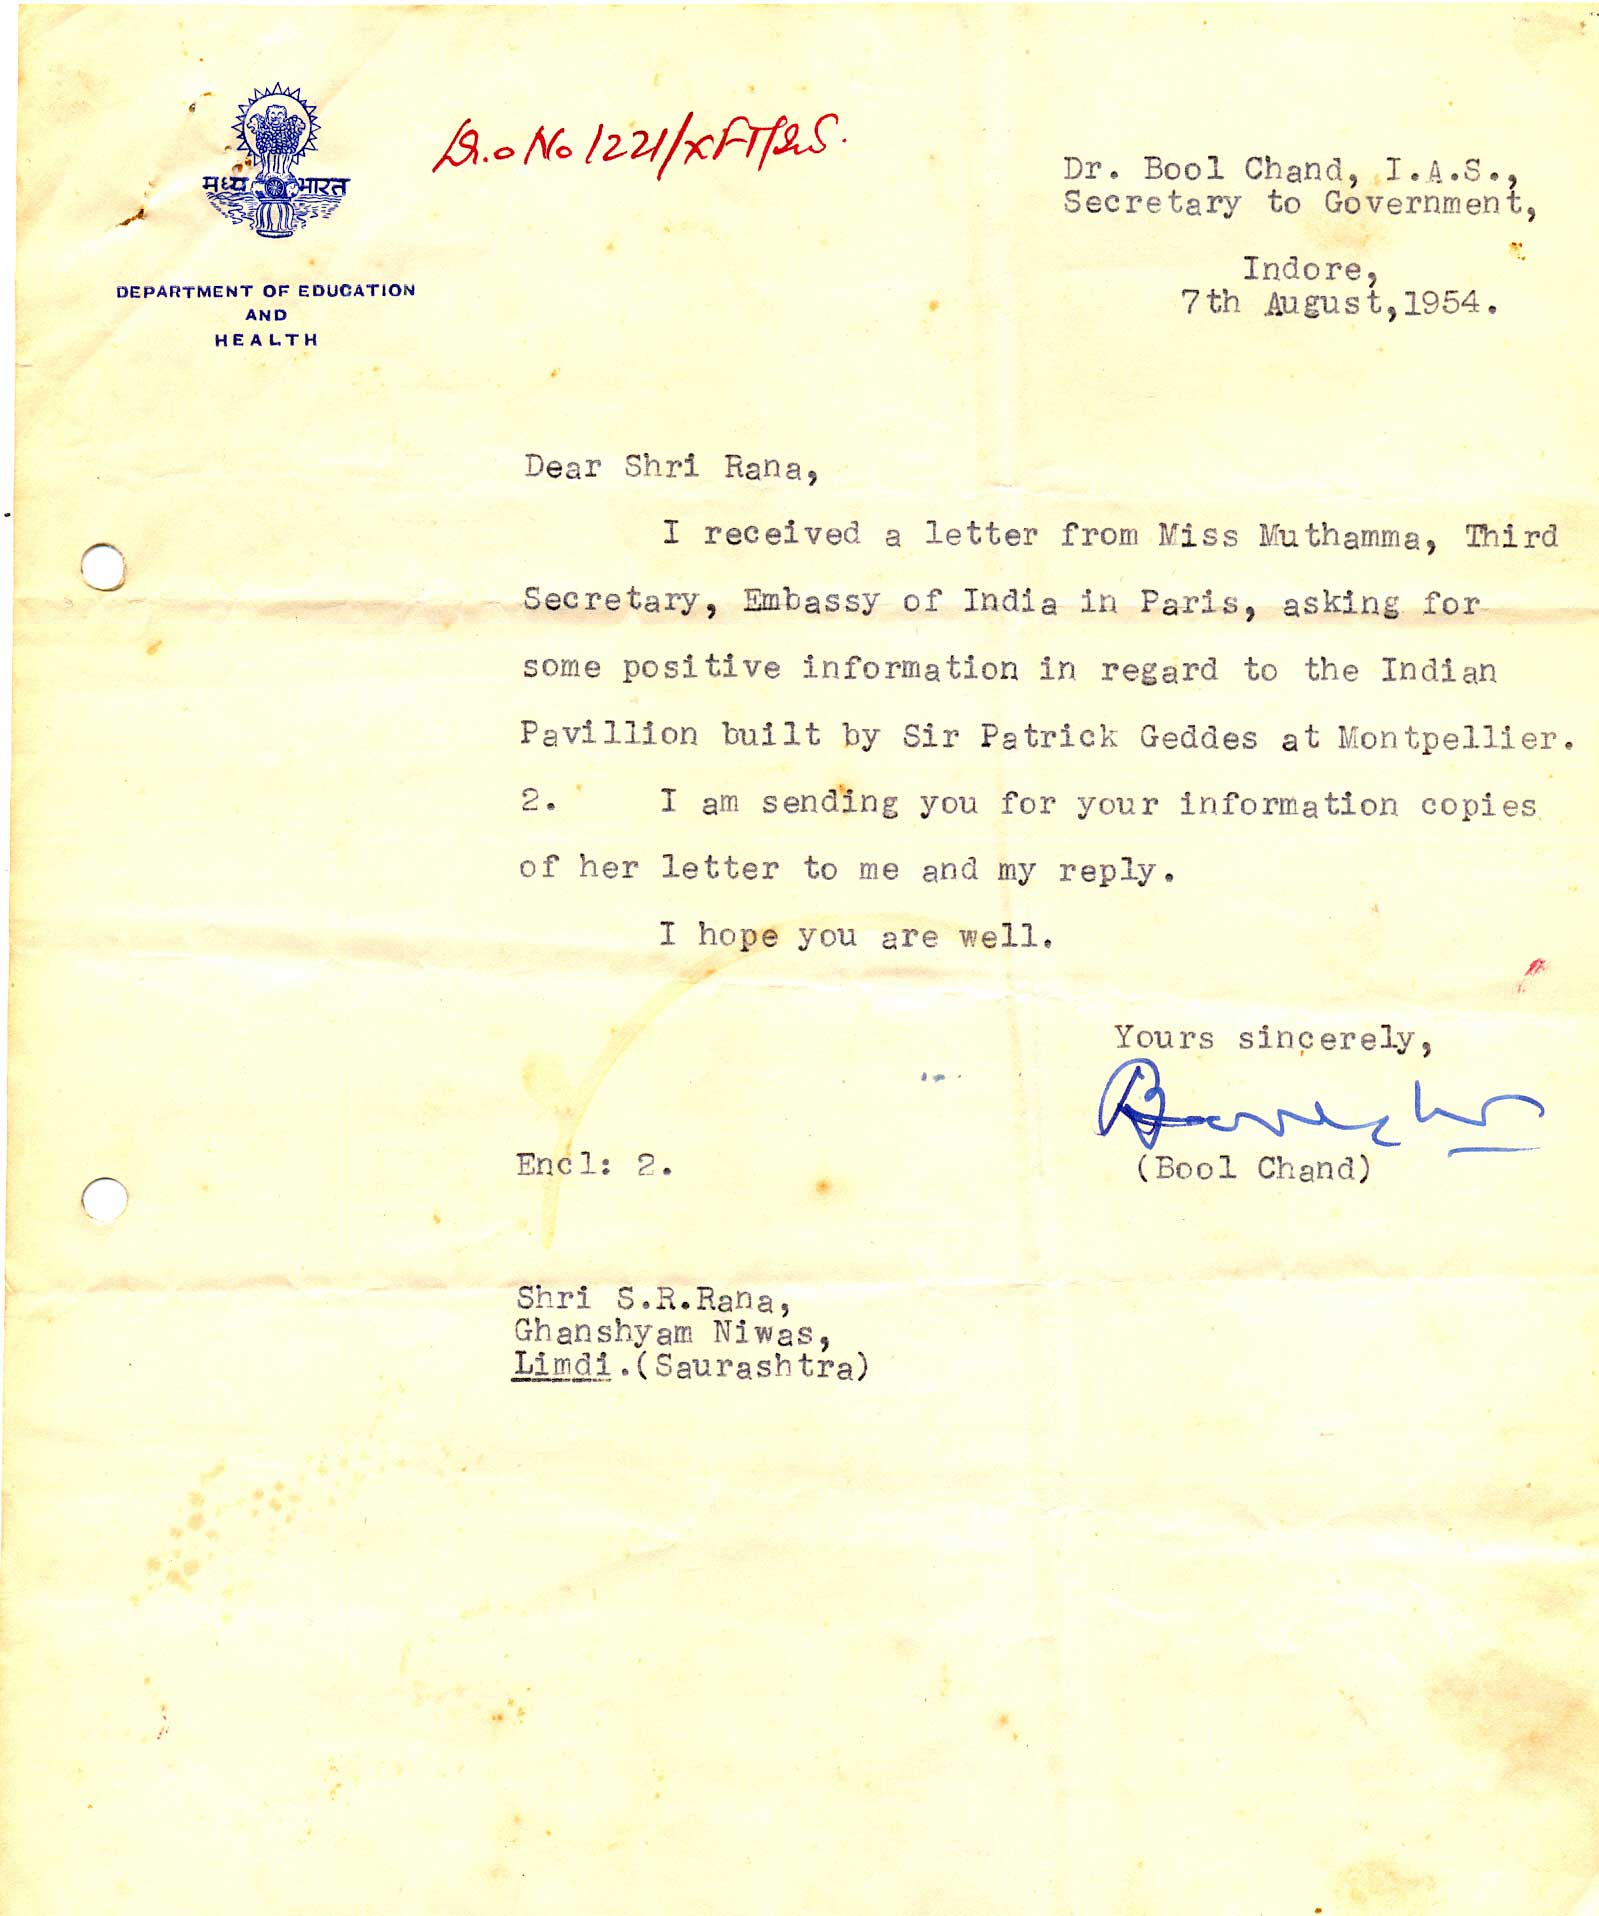 मध्य भारत
DEPARTMENT OF EDUCATION
AND
HEALTH
D.o No 1221/
Dr. Bool Chand, I.A.S.,
Secretary to Government,
Indore,
7th August,1954.
Dear Shri Rana,
I received a letter from Miss Muthamma, Third
Secretary, Embassy of India in Paris, asking for
some positive information in regard to the Indian
Pavillion built by Sir Patrick Geddes at Montpellier.
2. I am sending you for your information copies
of her letter to me and my reply.
I hope you are well.
Yours sincerely,
(Bool Chand)
Encl: 2.
Shri S.R.Rana,
Ghanshyam Niwas,
Limdi.(Saurashtra)